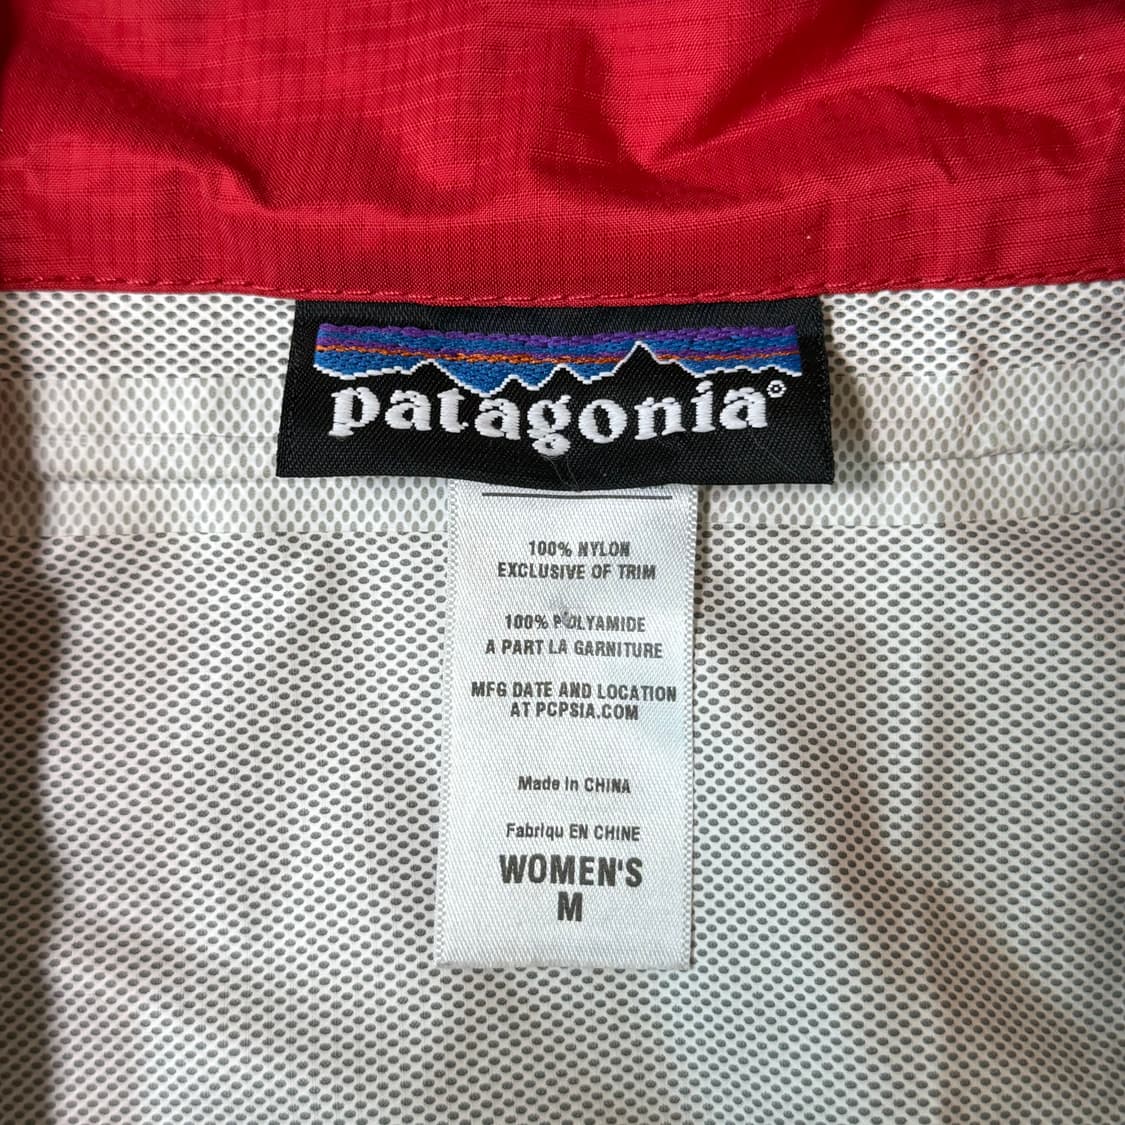 patagonia®
100% NYLON
EXCLUSIVE OF TRIM
100% POLYAMIDE
A PART LA GARNITURE
MFG DATE AND LOCATION
AT PCPSIA.COM
Made In CHINA
Fabriqu EN CHINE
WOMEN'S
M